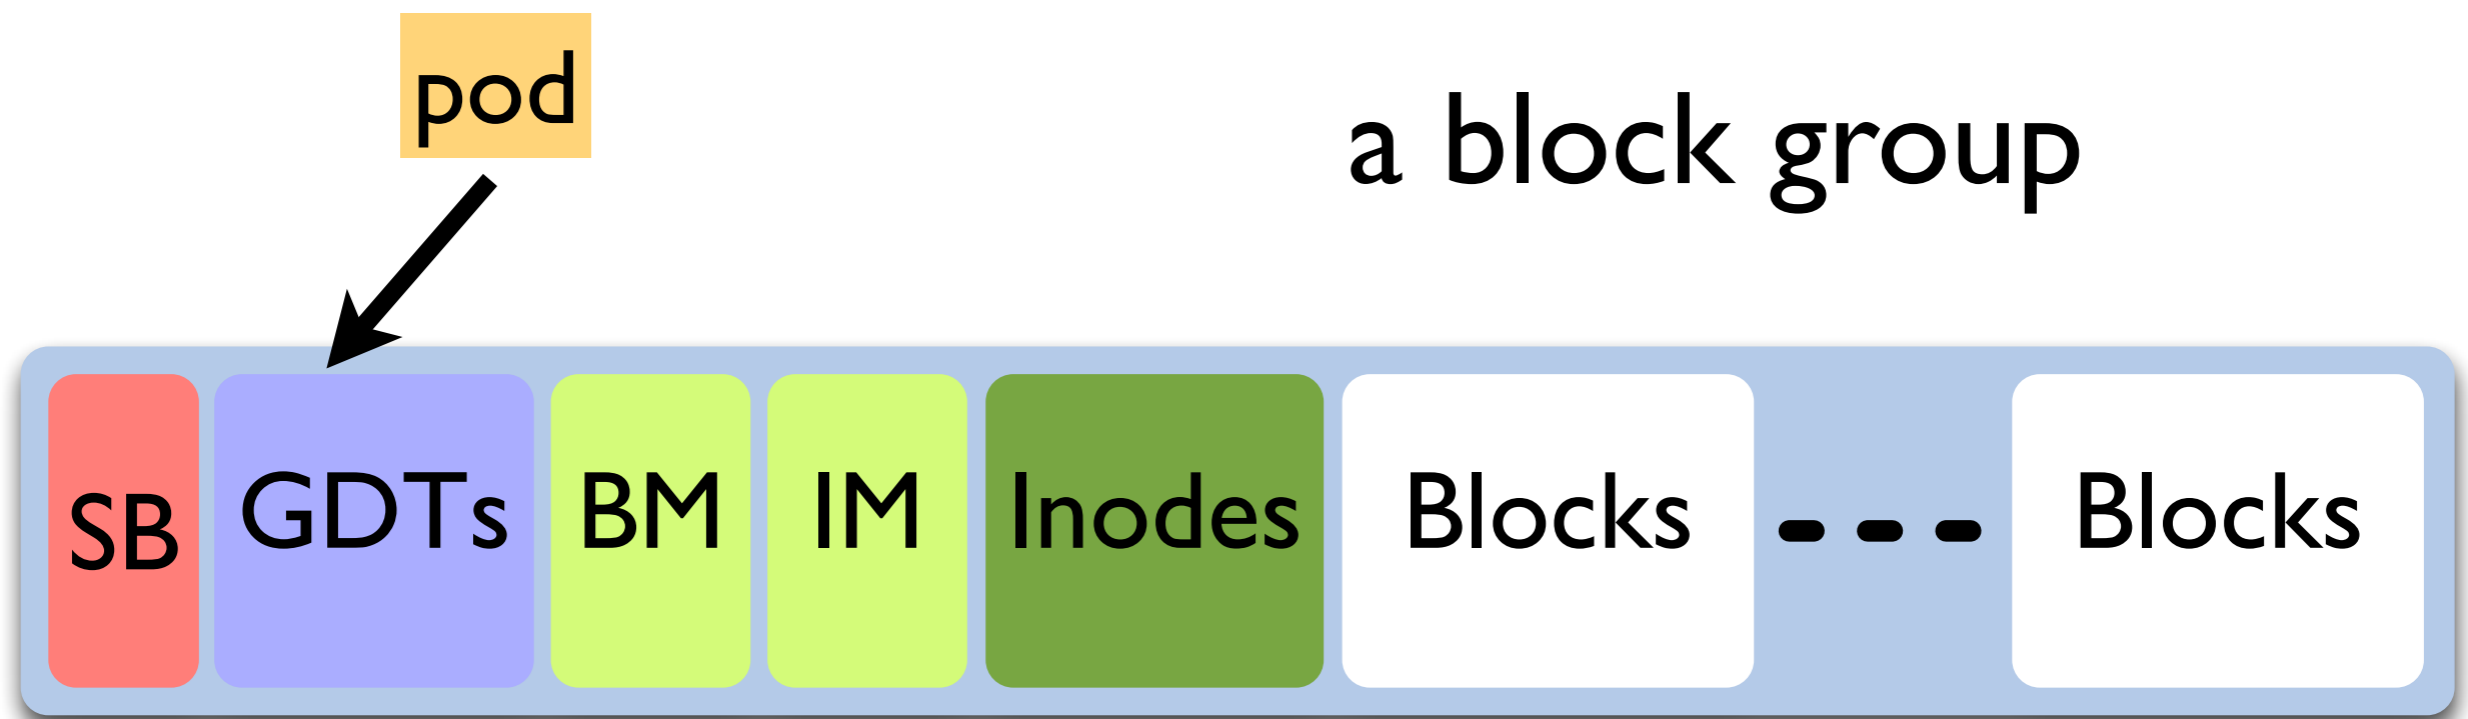 pod
a block group
SB GDTs BM IM Inodes Blocks --- Blocks